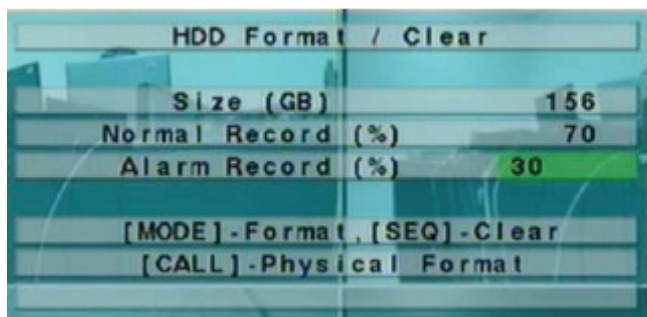 HDD Format / Clear
Size (GB) 156
Normal Record (%) 70
Alarm Record (%) 30
[MODE]-Format,[SEQ]-Clear
[CALL]-Physical Format